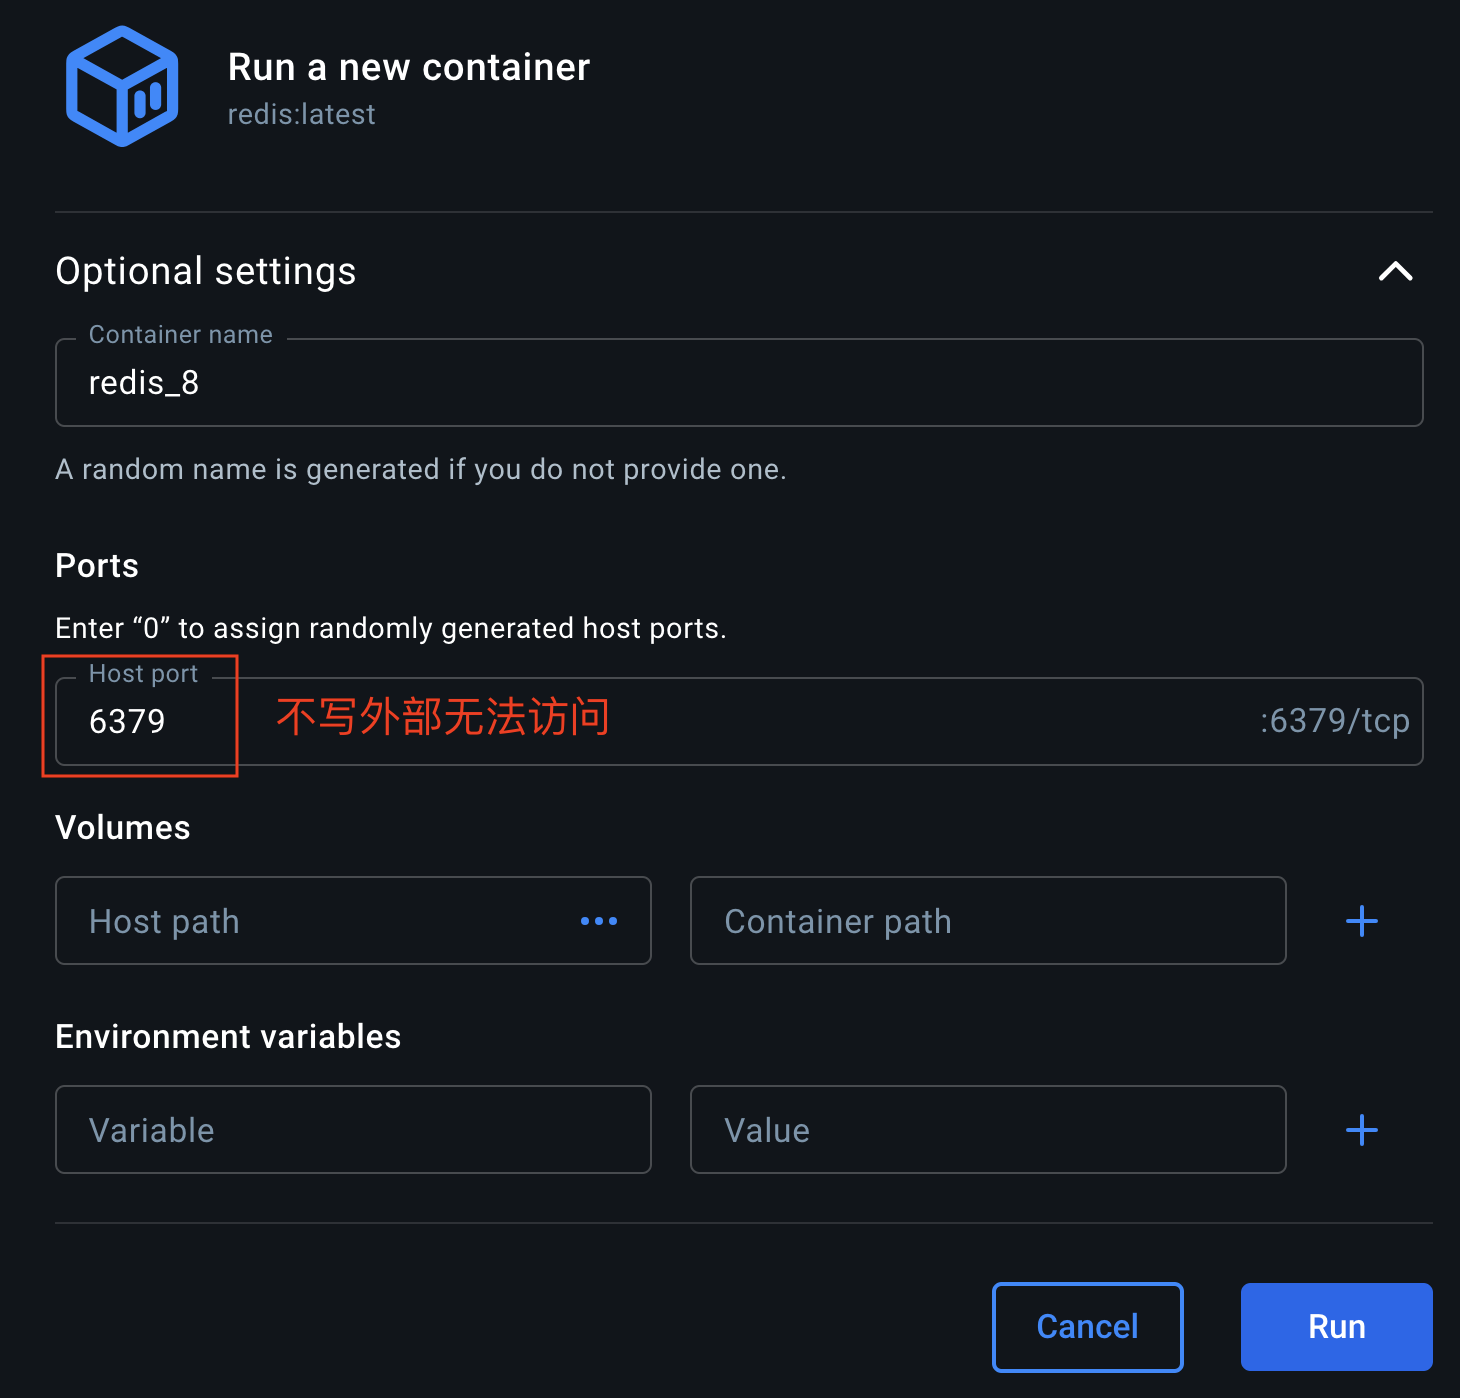 Run a new container
redis:latest
Optional settings
Container name
redis_8
A random name is generated if you do not provide one.
Ports
Enter “0” to assign randomly generated host ports.
Host port
6379 不写外部无法访问 :6379/tcp
Volumes
Host path Container path
Environment variables
Variable Value
Cancel Run